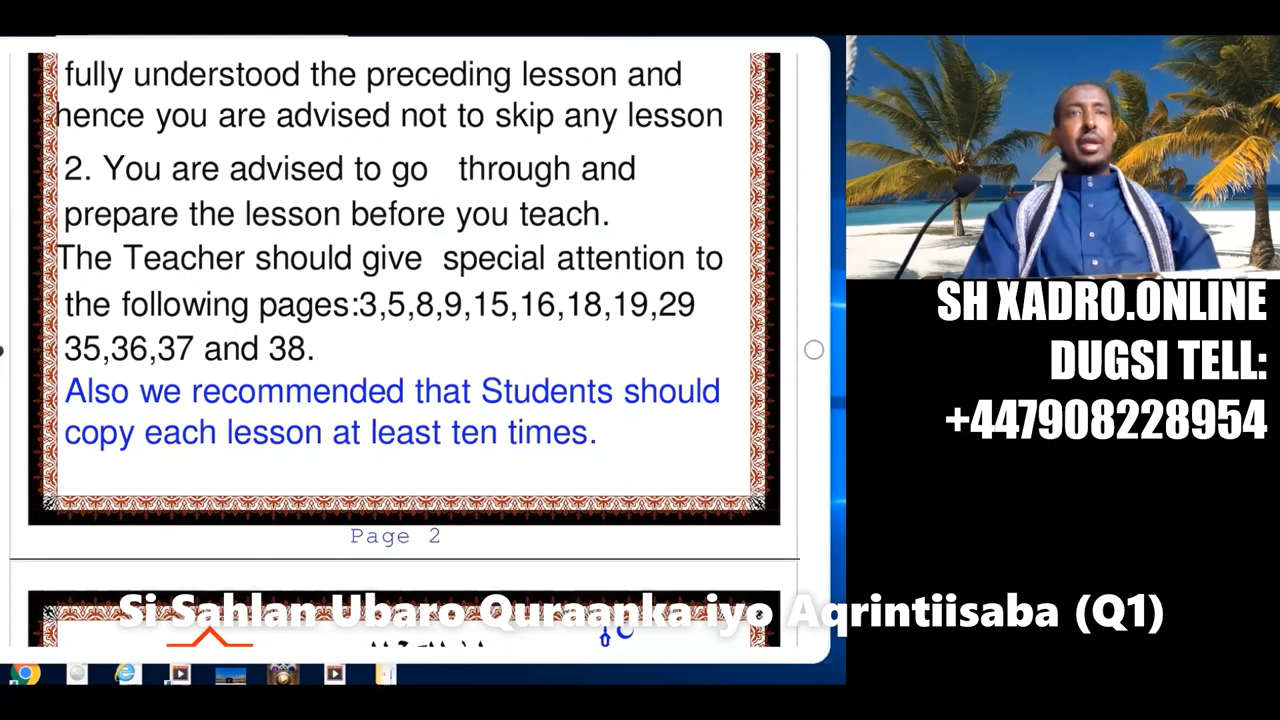 fully understood the preceding lesson and
hence you are advised not to skip any lesson
2. You are advised to go through and
prepare the lesson before you teach.
The Teacher should give special attention to
the following pages:3,5,8,9,15,16,18,19,29
35,36,37 and 38.
Also we recommended that Students should
copy each lesson at least ten times.
Page 2
SH XADRO.ONLINE
DUGSI TELL:
+447908228954
Si Sahlan Ubaro Quraanka iyo Aqrintiisaba (Q1)